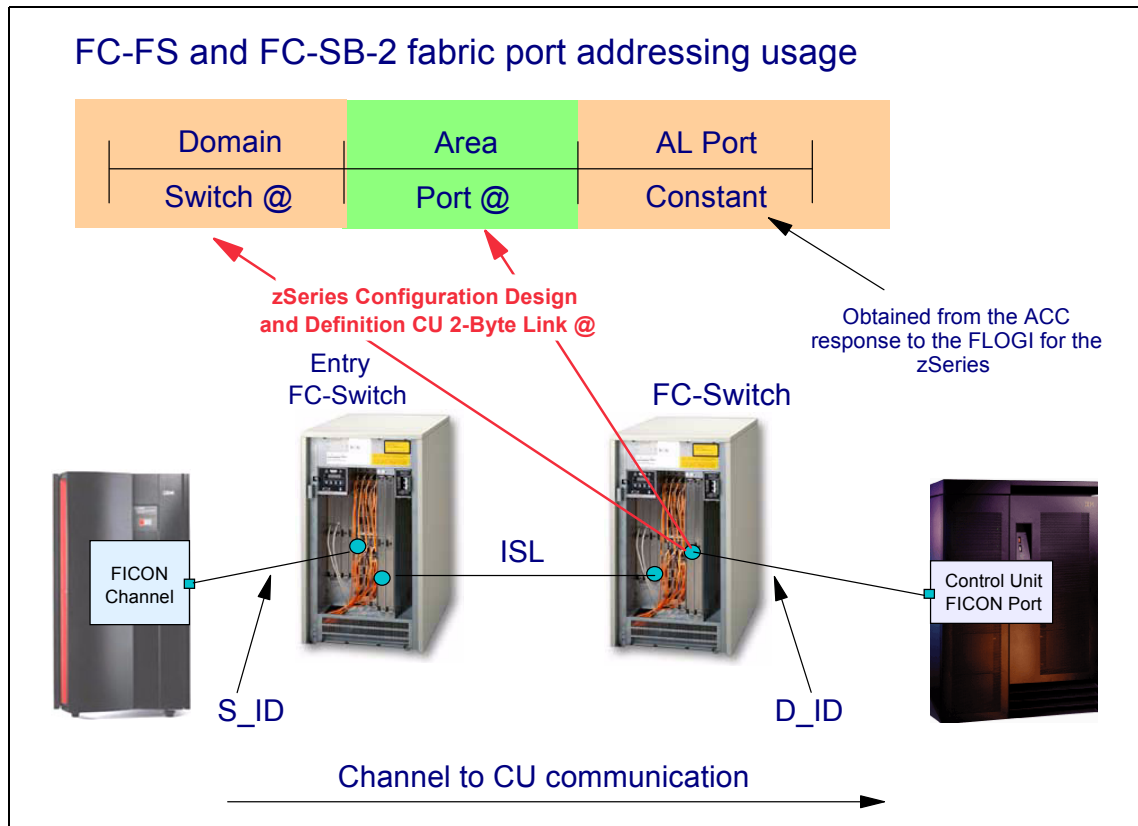 FC-FS and FC-SB-2 fabric port addressing usage
Domain
Area
AL Port
Switch @
Port @
Constant
zSeries Configuration Design
and Definition CU 2-Byte Link @
Obtained from the ACC
response to the FLOGI for the
zSeries
Entry
FC-Switch
FC-Switch
FICON
Channel
ISL
Control Unit
FICON Port
S_ID
D_ID
Channel to CU communication